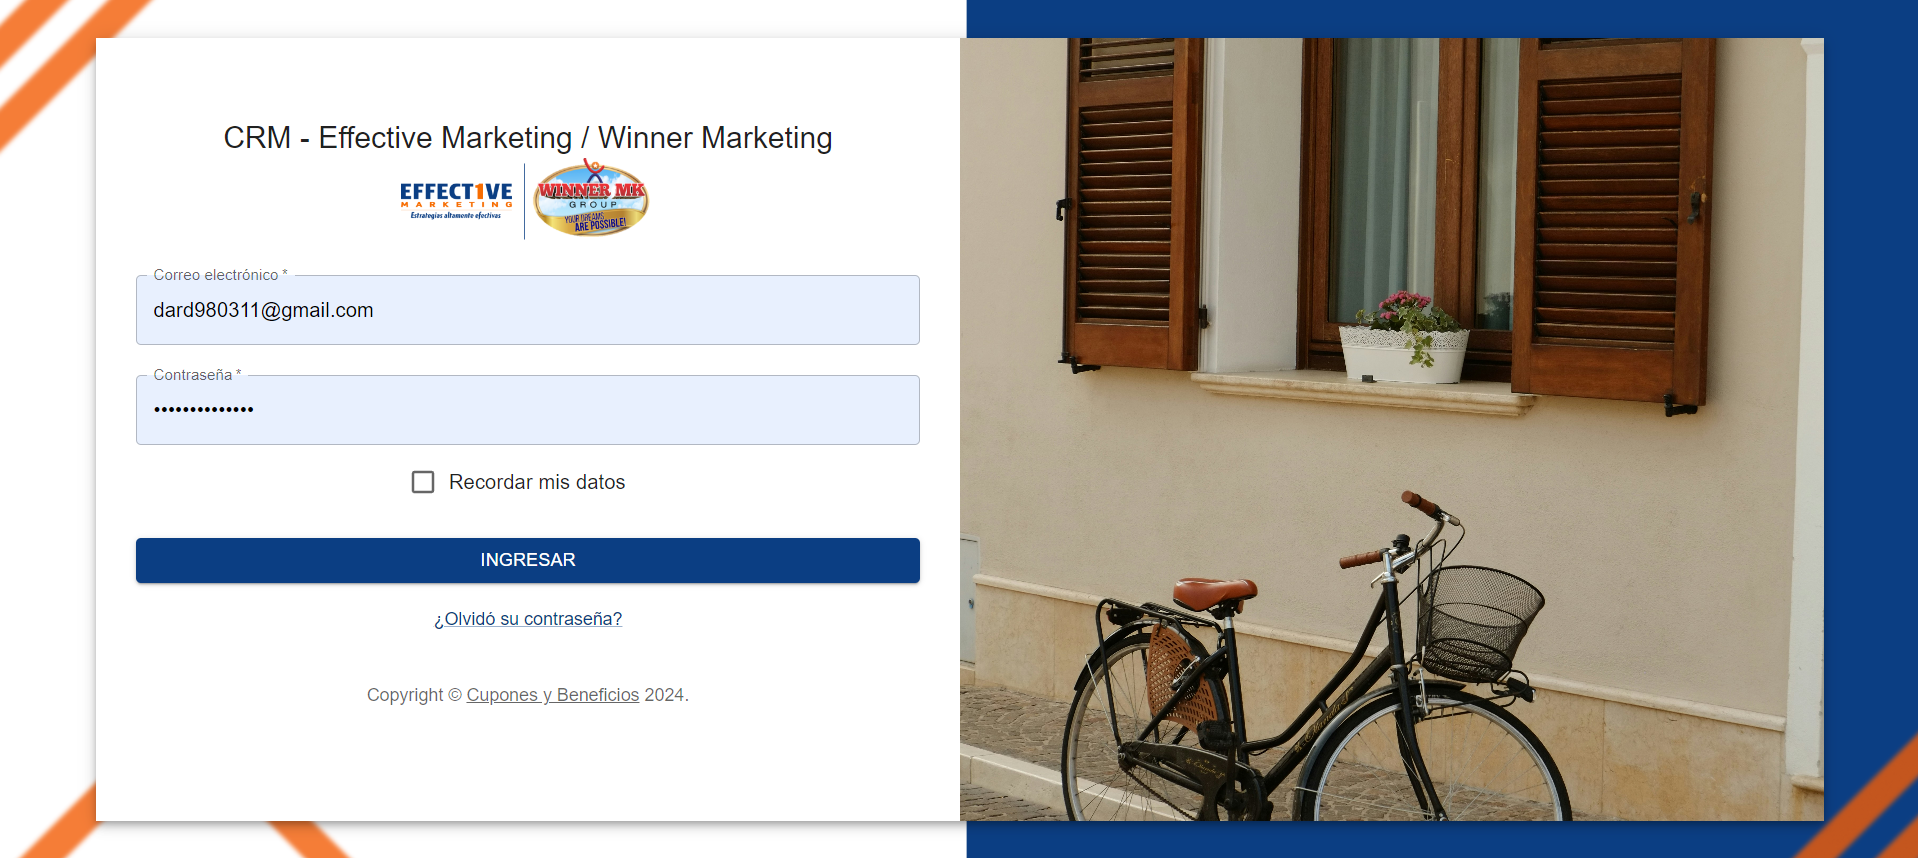 CRM - Effective Marketing / Winner Marketing
EFFECT1VE
MARKETING
Estrategias altamente efectivas
WINNER MK
GROUP
YOUR DREAMS
ARE POSSIBLE!
Correo electrónico *
dard980311@gmail.com
Contraseña *
••••••••••••••
Recordar mis datos
INGRESAR
¿Olvidó su contraseña?
Copyright © Cupones y Beneficios 2024.